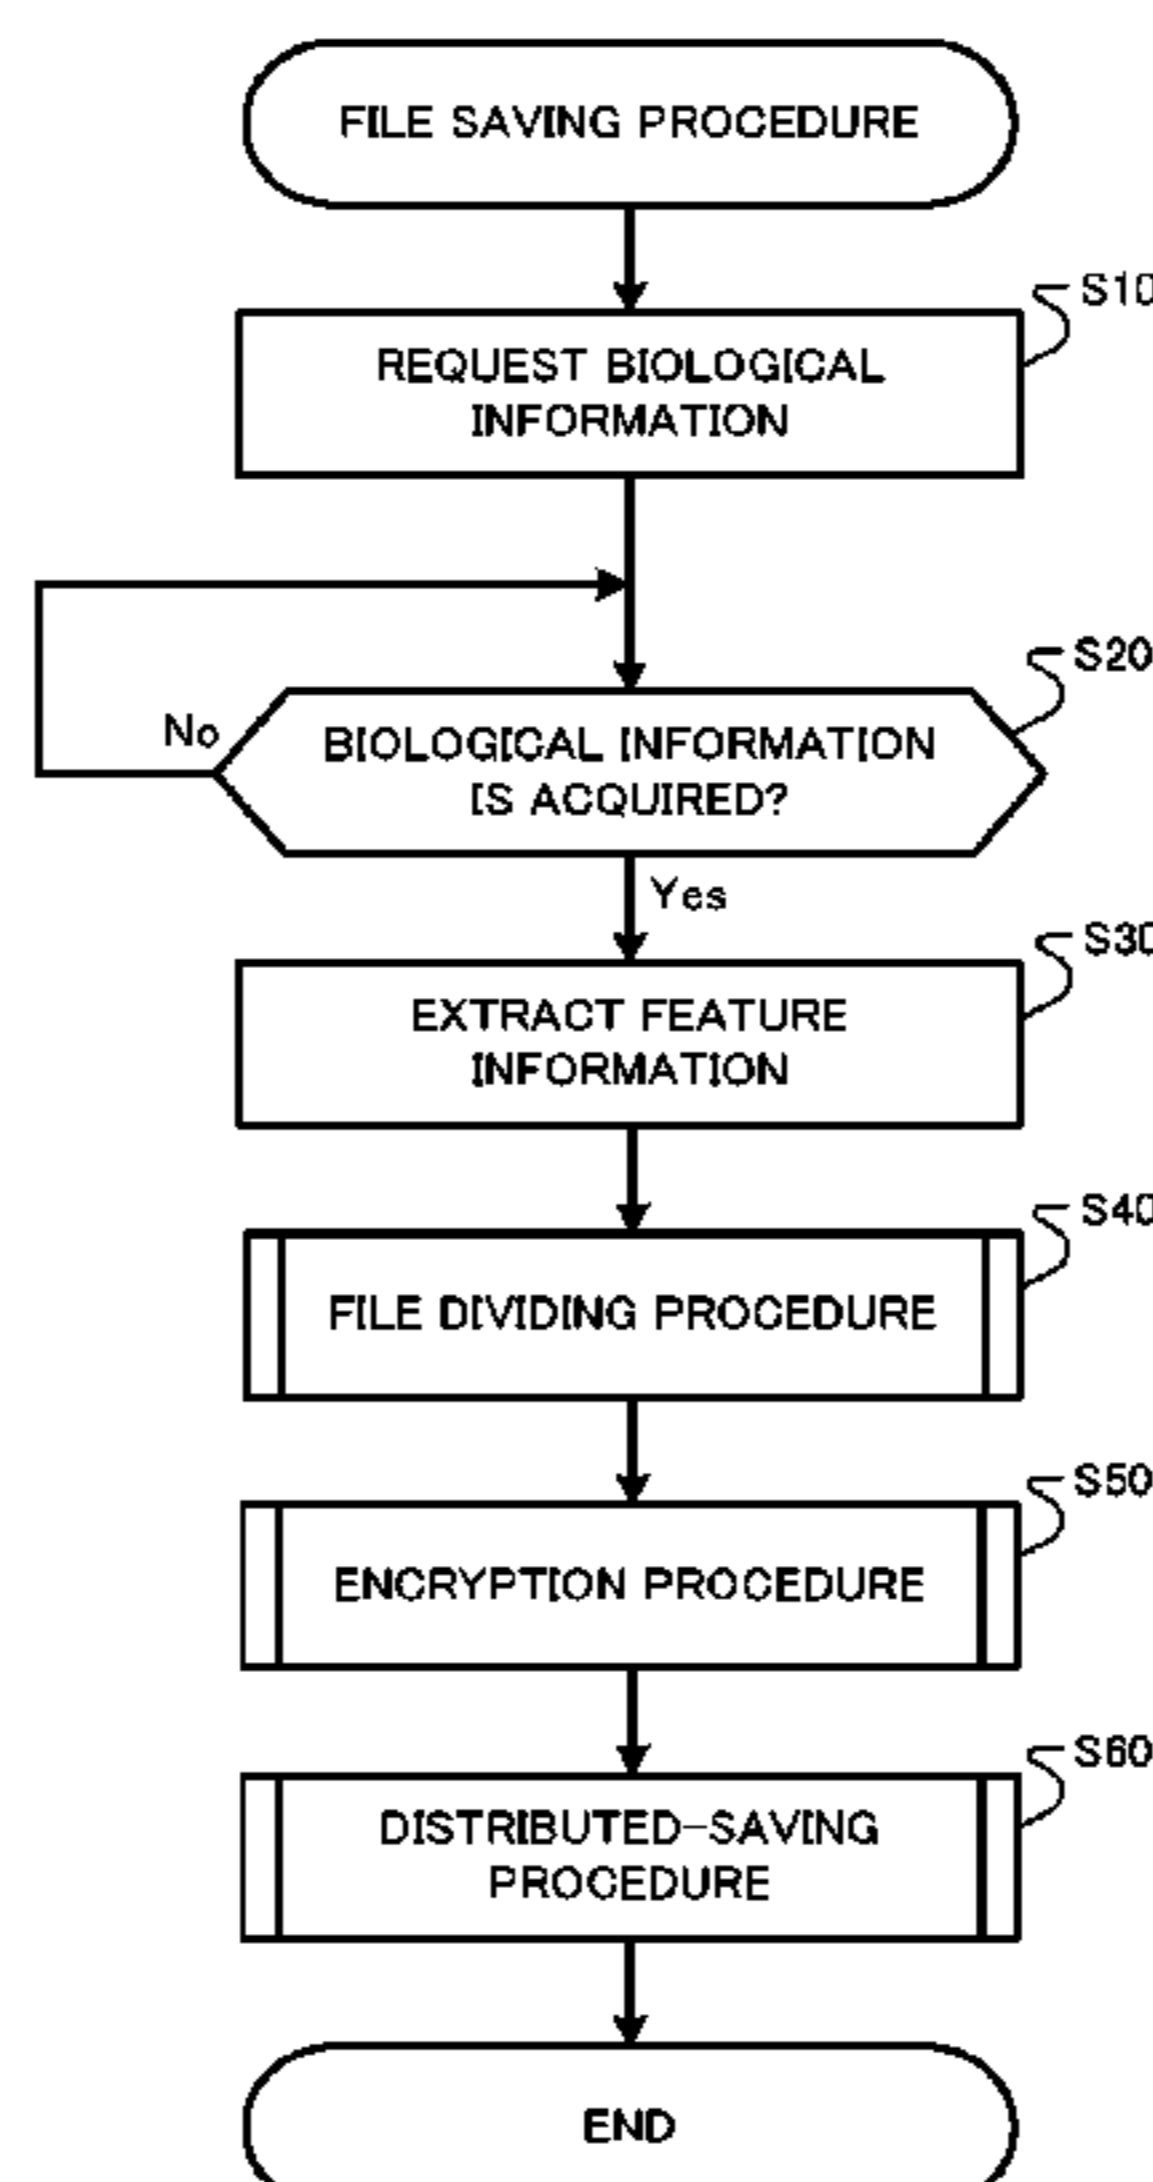 FILE SAVING PROCEDURE
S10
REQUEST BIOLOGICAL
INFORMATION
S20
No
BIOLOGICAL INFORMATION
IS ACQUIRED?
Yes
S30
EXTRACT FEATURE
INFORMATION
S40
FILE DIVIDING PROCEDURE
S50
ENCRYPTION PROCEDURE
S60
DISTRIBUTED-SAVING
PROCEDURE
END